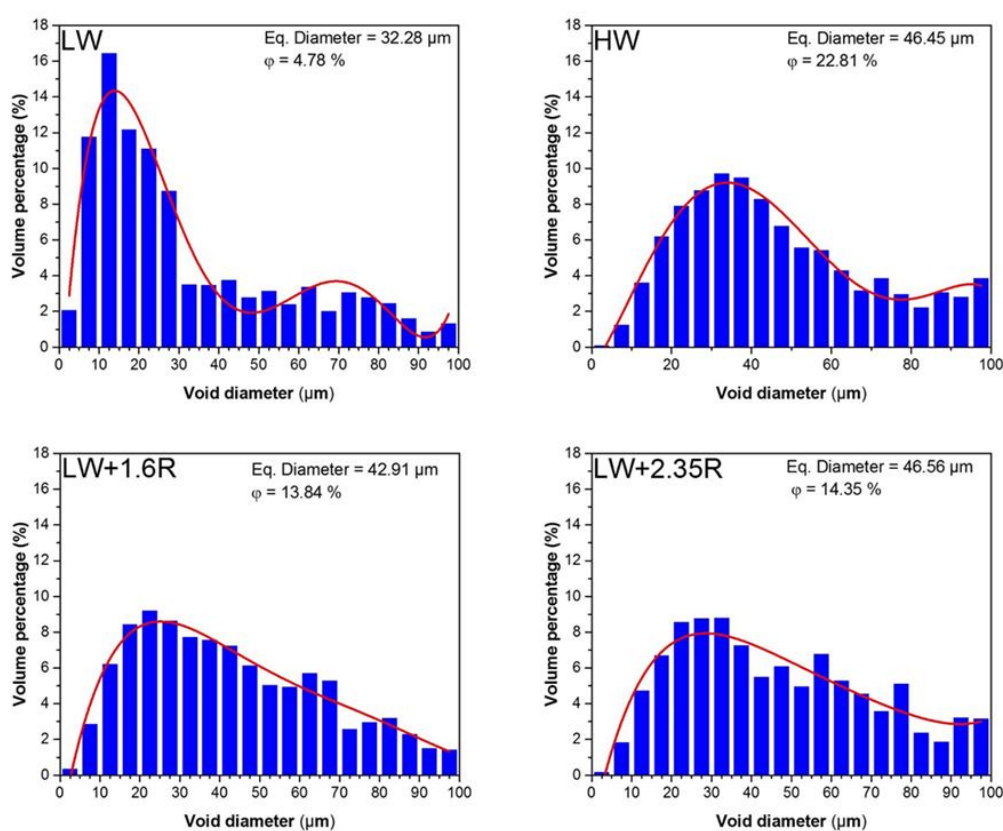 LW
Eq. Diameter = 32.28 µm
φ = 4.78 %
Volume percentage (%)
18
16
14
12
10
8
6
4
2
0
0 10 20 30 40 50 60 70 80 90 100
Void diameter (µm)
HW
Eq. Diameter = 46.45 µm
φ = 22.81 %
Volume percentage (%)
18
16
14
12
10
8
6
4
2
0
0 20 40 60 80 100
Void diameter (µm)
LW+1.6R
Eq. Diameter = 42.91 µm
φ = 13.84 %
Volume percentage (%)
18
16
14
12
10
8
6
4
2
0
0 10 20 30 40 50 60 70 80 90 100
Void diameter (µm)
LW+2.35R
Eq. Diameter = 46.56 µm
φ = 14.35 %
Volume percentage (%)
18
16
14
12
10
8
6
4
2
0
0 10 20 30 40 50 60 70 80 90 100
Void diameter (µm)